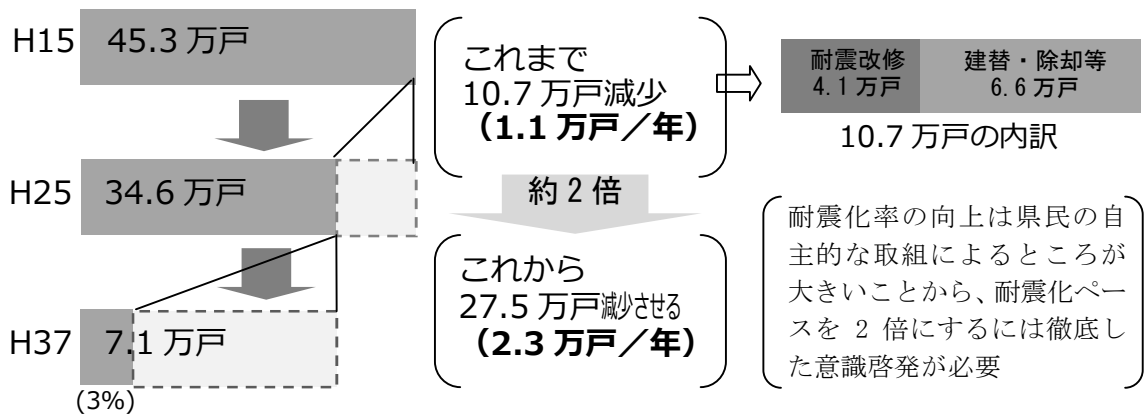 H15 45.3 万戸
H25 34.6 万戸
H37 7.1 万戸
(3%)
これまで
10.7 万戸減少
(1.1 万戸／年)
約 2 倍
これから
27.5 万戸減少させる
(2.3 万戸／年)
耐震改修
4.1 万戸
建替・除却等
6.6 万戸
10.7 万戸の内訳
耐震化率の向上は県民の自
主的な取組によるところが
大きいことから、耐震化ペー
スを 2 倍にするには徹底し
た意識啓発が必要